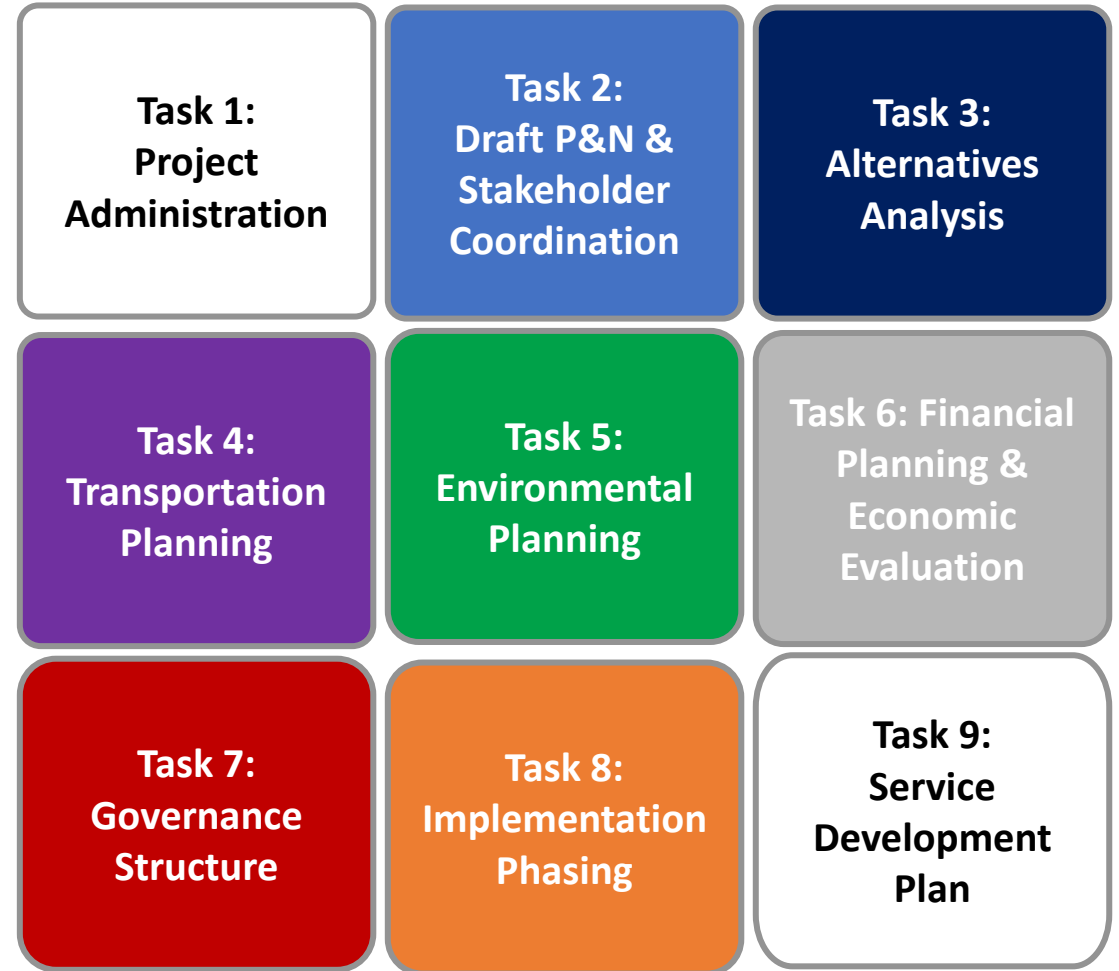 Task 1:
Project
Administration
Task 2:
Draft P&N &
Stakeholder
Coordination
Task 3:
Alternatives
Analysis
Task 4:
Transportation
Planning
Task 5:
Environmental
Planning
Task 6: Financial
Planning &
Economic
Evaluation
Task 7:
Governance
Structure
Task 8:
Implementation
Phasing
Task 9:
Service
Development
Plan